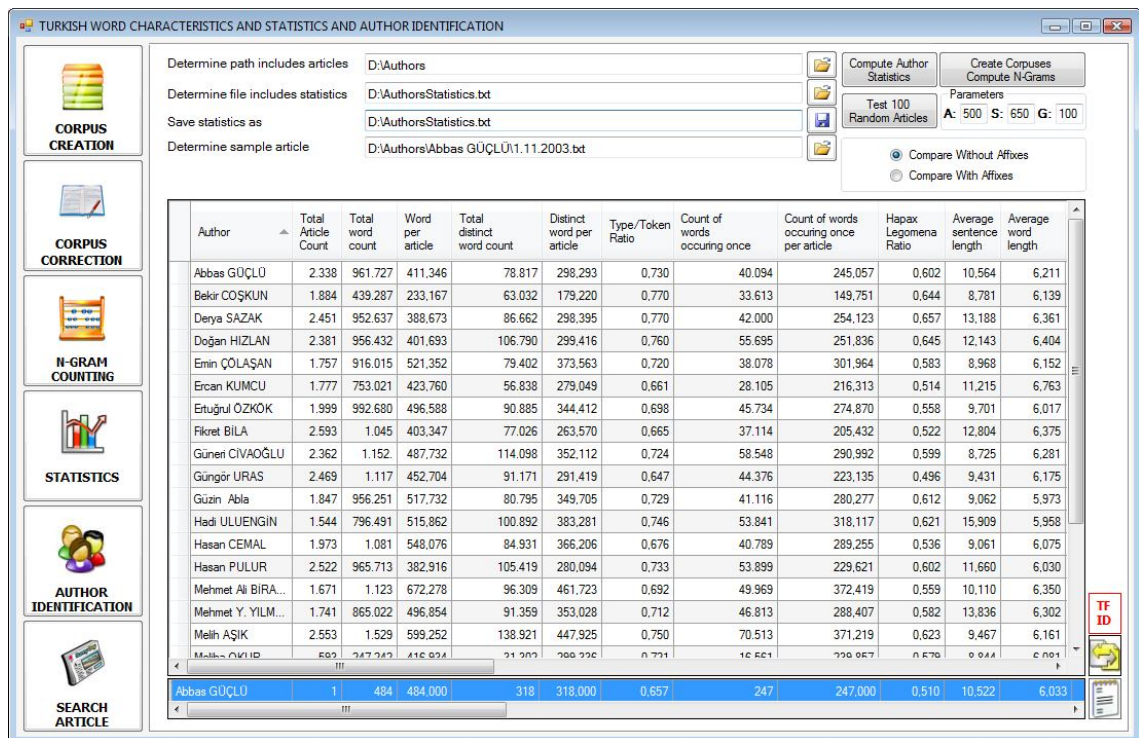 TURKISH WORD CHARACTERISTICS AND STATISTICS AND AUTHOR IDENTIFICATION
CORPUS
CREATION
CORPUS
CORRECTION
N-GRAM
COUNTING
STATISTICS
AUTHOR
IDENTIFICATION
SEARCH
ARTICLE
Determine path includes articles D:\Authors
Determine file includes statistics D:\AuthorsStatistics.txt
Save statistics as D:\AuthorsStatistics.txt
Determine sample article D:\Authors\Abbas GÜÇLÜ\1.11.2003.txt
Compute Author
Statistics
Create Corpuses
Compute N-Grams
Test 100
Random Articles
Parameters
A: 500 S: 650 G: 100
Compare Without Affixes
Compare With Affixes
Author Total Article Count Total word count Word per article Total distinct word count Distinct word per article Type/Token Ratio Count of words occuring once Count of words occuring once per article Hapax Legomena Ratio Average sentence length Average word length
Abbas GÜÇLÜ 2.338 961.727 411,346 78.817 298,293 0,730 40.094 245,057 0,602 10,564 6,211
Bekir COŞKUN 1.884 439.287 233,167 63.032 179,220 0,770 33.613 149,751 0,644 8,781 6,139
Derya SAZAK 2.451 952.637 388,673 86.662 298,395 0,770 42.000 254,123 0,657 13,188 6,361
Doğan HIZLAN 2.381 956.432 401,693 106.790 299,416 0,760 55.695 251,836 0,645 12,143 6,404
Emin ÇÖLAŞAN 1.757 916.015 521,352 79.402 373,563 0,720 38.078 301,964 0,583 8,968 6,152
Ercan KUMCU 1.777 753.021 423,760 56.838 279,049 0,661 28.105 216,313 0,514 11,215 6,763
Ertuğrul ÖZKÖK 1.999 992.680 496,588 90.885 344,412 0,698 45.734 274,870 0,558 9,701 6,017
Fikret BİLA 2.593 1.045 403,347 77.026 263,570 0,665 37.114 205,432 0,522 12,804 6,375
Güneri CİVAOĞLU 2.362 1.152. 487,732 114.098 352,112 0,724 58.548 290,992 0,599 8,725 6,281
Güngör URAS 2.469 1.117 452,704 91.171 291,419 0,647 44.376 223,135 0,496 9,431 6,175
Güzin Abla 1.847 956.251 517,732 80.795 349,705 0,729 41.116 280,277 0,612 9,062 5,973
Hadi ULUENGİN 1.544 796.491 515,862 100.892 383,281 0,746 53.841 318,117 0,621 15,909 5,958
Hasan CEMAL 1.973 1.081 548,076 84.931 366,206 0,676 40.789 289,255 0,536 9,061 6,075
Hasan PULUR 2.522 965.713 382,916 105.419 280,094 0,733 53.899 229,621 0,602 11,660 6,030
Mehmet Ali BİRA... 1.671 1.123 672,278 96.309 461,723 0,692 49.969 372,419 0,559 10,110 6,350
Mehmet Y. YILM... 1.741 865.022 496,854 91.359 353,028 0,712 46.813 288,407 0,582 13,836 6,302
Melih AŞIK 2.553 1.529 599,252 138.921 447,925 0,750 70.513 371,219 0,623 9,467 6,161
Abbas GÜÇLÜ 1 484 484,000 318 318,000 0,657 247 247,000 0,510 10,522 6,033
TF
ID